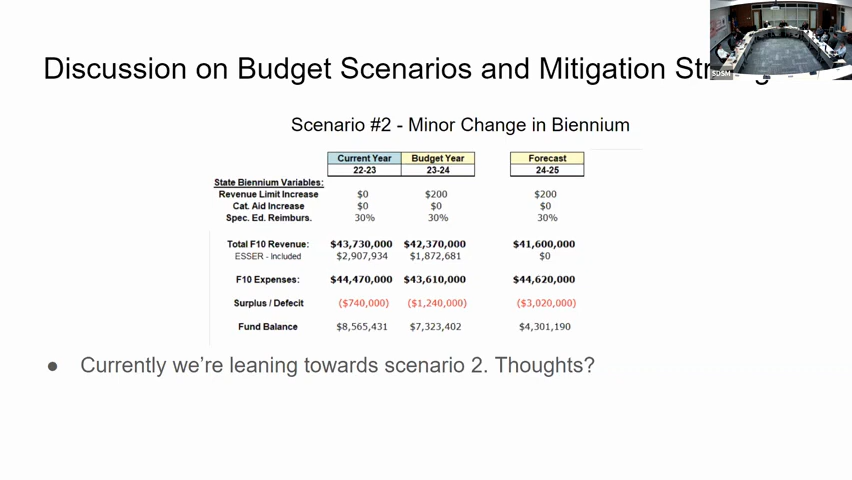 Discussion on Budget Scenarios and Mitigation
SDSM
Scenario #2 - Minor Change in Biennium
Current Year Budget Year Forecast
22-23 23-24 24-25
State Biennium Variables:
Revenue Limit Increase $0 $200 $200
Cat. Aid Increase $0 $0 $0
Spec. Ed. Reimburs. 30% 30% 30%
Total F10 Revenue: $43,730,000 $42,370,000 $41,600,000
ESSER - Included $2,907,934 $1,872,681 $0
F10 Expenses: $44,470,000 $43,610,000 $44,620,000
Surplus / Defecit ($740,000) ($1,240,000) ($3,020,000)
Fund Balance $8,565,431 $7,323,402 $4,301,190
● Currently we're leaning towards scenario 2. Thoughts?